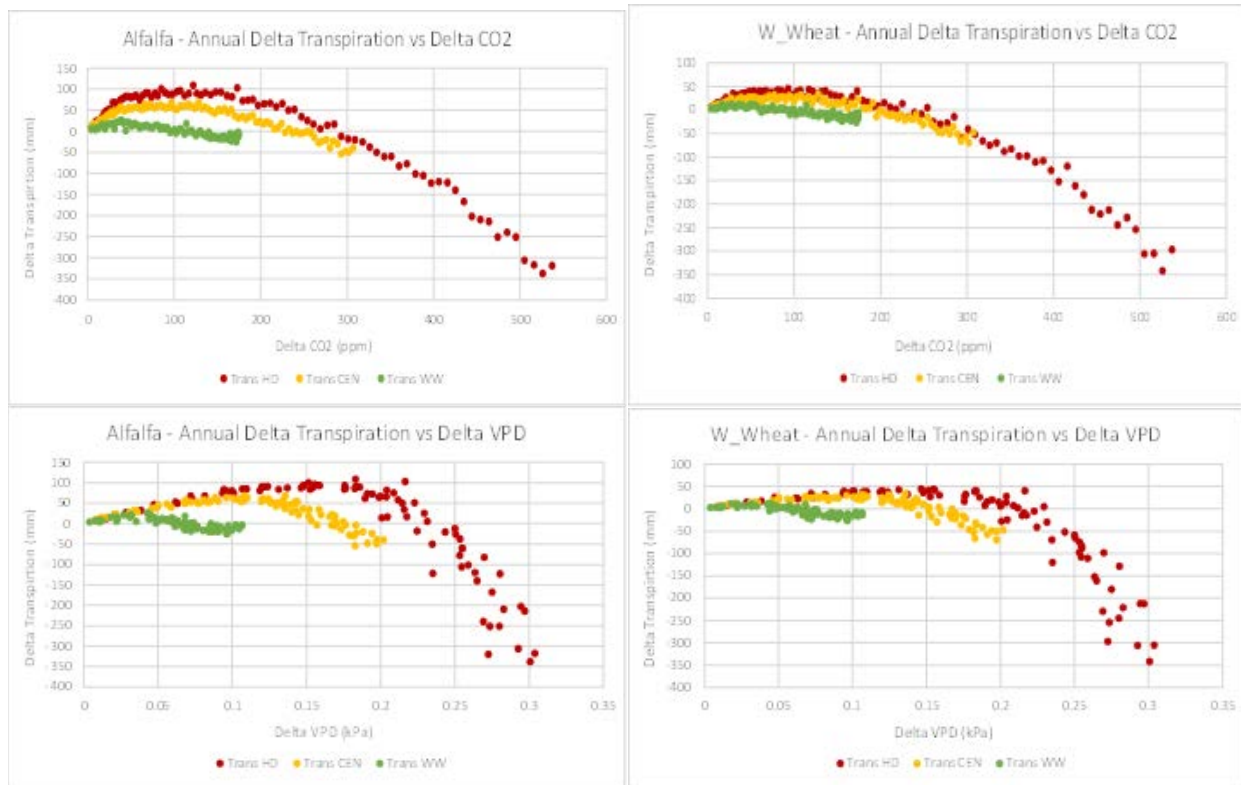 Alfalfa - Annual Delta Transpiration vs Delta CO2
150
100
50
0
-50
-100
-150
-200
-250
-300
-350
-400
Delta Transpirtion (mm)
0 100 200 300 400 500 600
Delta CO2 (ppm)
Trans HD Trans CEN Trans WW
W_Wheat - Annual Delta Transpiration vs Delta CO2
100
50
0
-50
-100
-150
-200
-250
-300
-350
-400
Delta Transpirtion (mm)
0 100 200 300 400 500 600
Delta CO2 (ppm)
Trans HD Trans CEN Trans WW
Alfalfa - Annual Delta Transpiration vs Delta VPD
150
100
50
0
-50
-100
-150
-200
-250
-300
-350
-400
Delta Transpirtion (mm)
0 0.05 0.1 0.15 0.2 0.25 0.3 0.35
Delta VPD (kPa)
Trans HD Trans CEN Trans WW
W_Wheat - Annual Delta Transpiration vs Delta VPD
100
50
0
-50
-100
-150
-200
-250
-300
-350
-400
Delta Transpirtion (mm)
0 0.05 0.1 0.15 0.2 0.25 0.3 0.35
Delta VPD (kPa)
Trans HD Trans CEN Trans WW